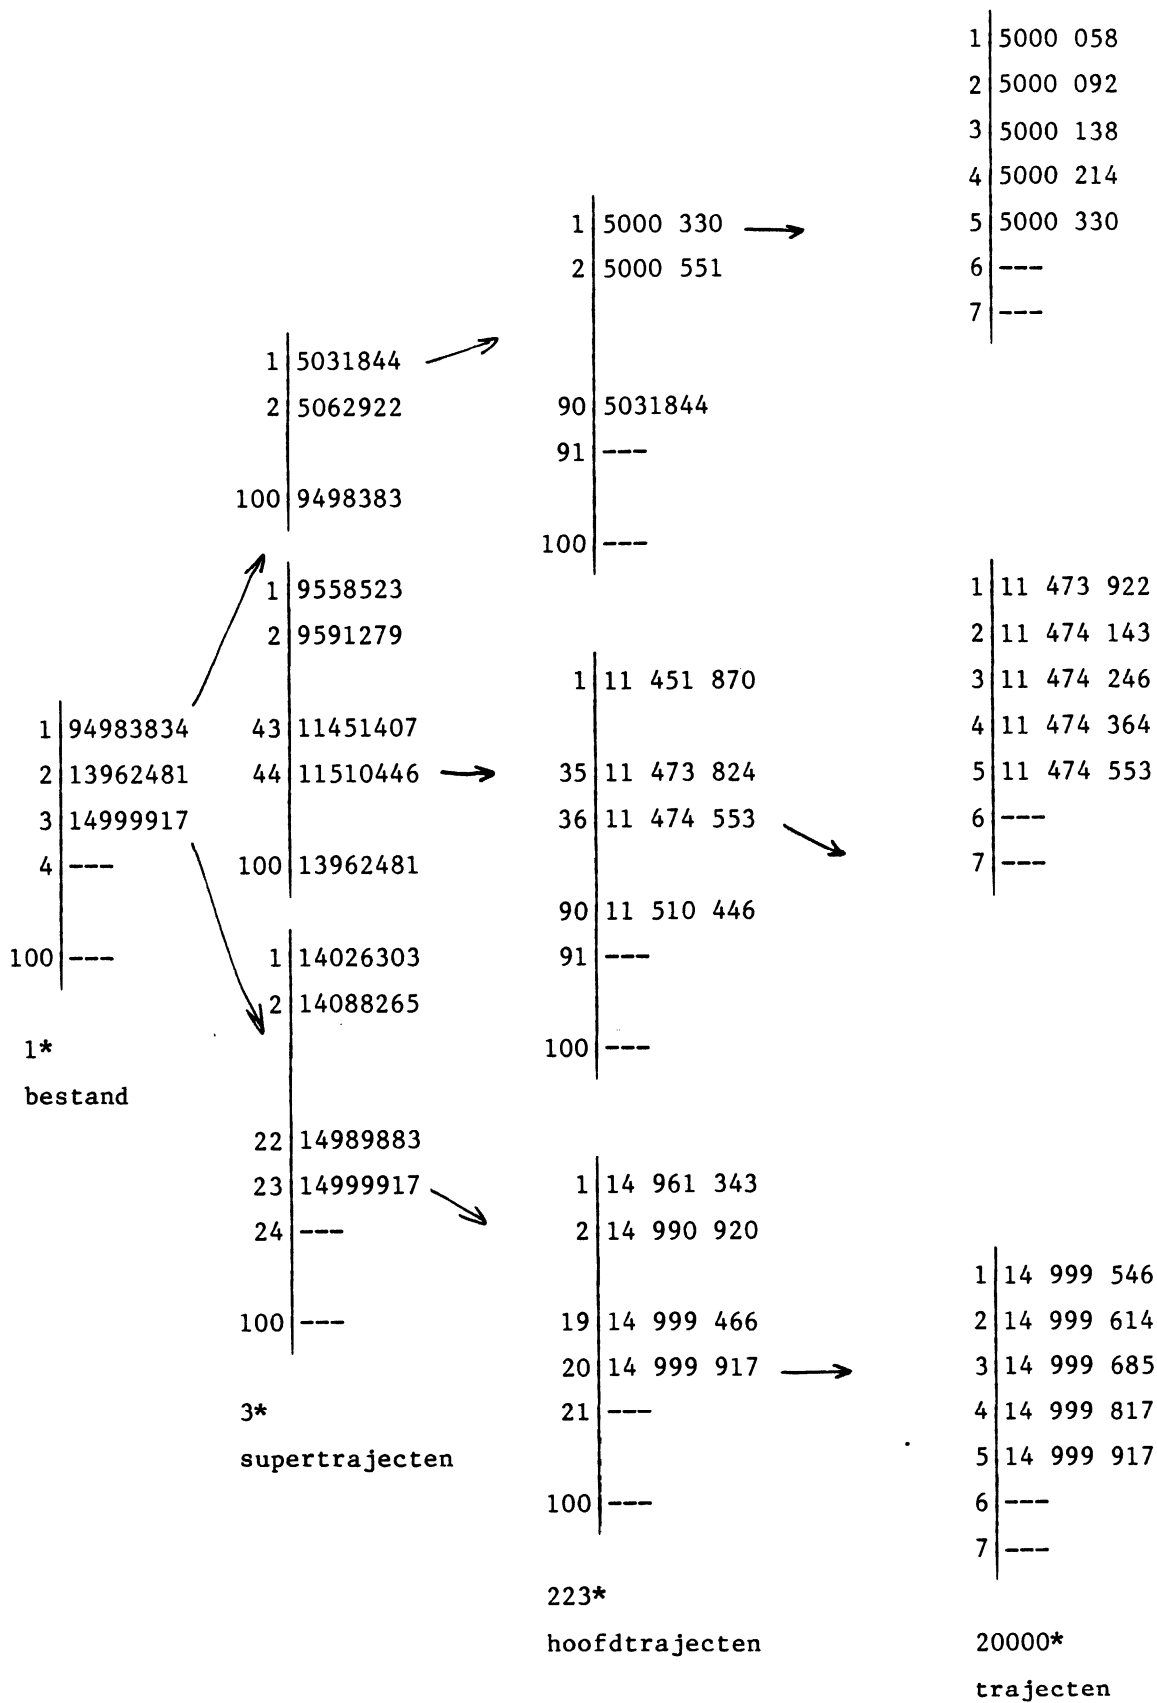 1 94983834
2 13962481
3 14999917
4 ---
100 ---
1*
bestand
1 5031844
2 5062922
100 9498383
1 9558523
2 9591279
43 11451407
44 11510446
100 13962481
1 14026303
2 14088265
22 14989883
23 14999917
24 ---
100 ---
3*
supertrajecten
1 5000 330
2 5000 551
90 5031844
91 ---
100 ---
1 11 451 870
35 11 473 824
36 11 474 553
90 11 510 446
91 ---
100 ---
1 14 961 343
2 14 990 920
19 14 999 466
20 14 999 917
21 ---
100 ---
223*
hoofdtrajecten
1 5000 058
2 5000 092
3 5000 138
4 5000 214
5 5000 330
6 ---
7 ---
1 11 473 922
2 11 474 143
3 11 474 246
4 11 474 364
5 11 474 553
6 ---
7 ---
1 14 999 546
2 14 999 614
3 14 999 685
4 14 999 817
5 14 999 917
6 ---
7 ---
20000*
trajecten